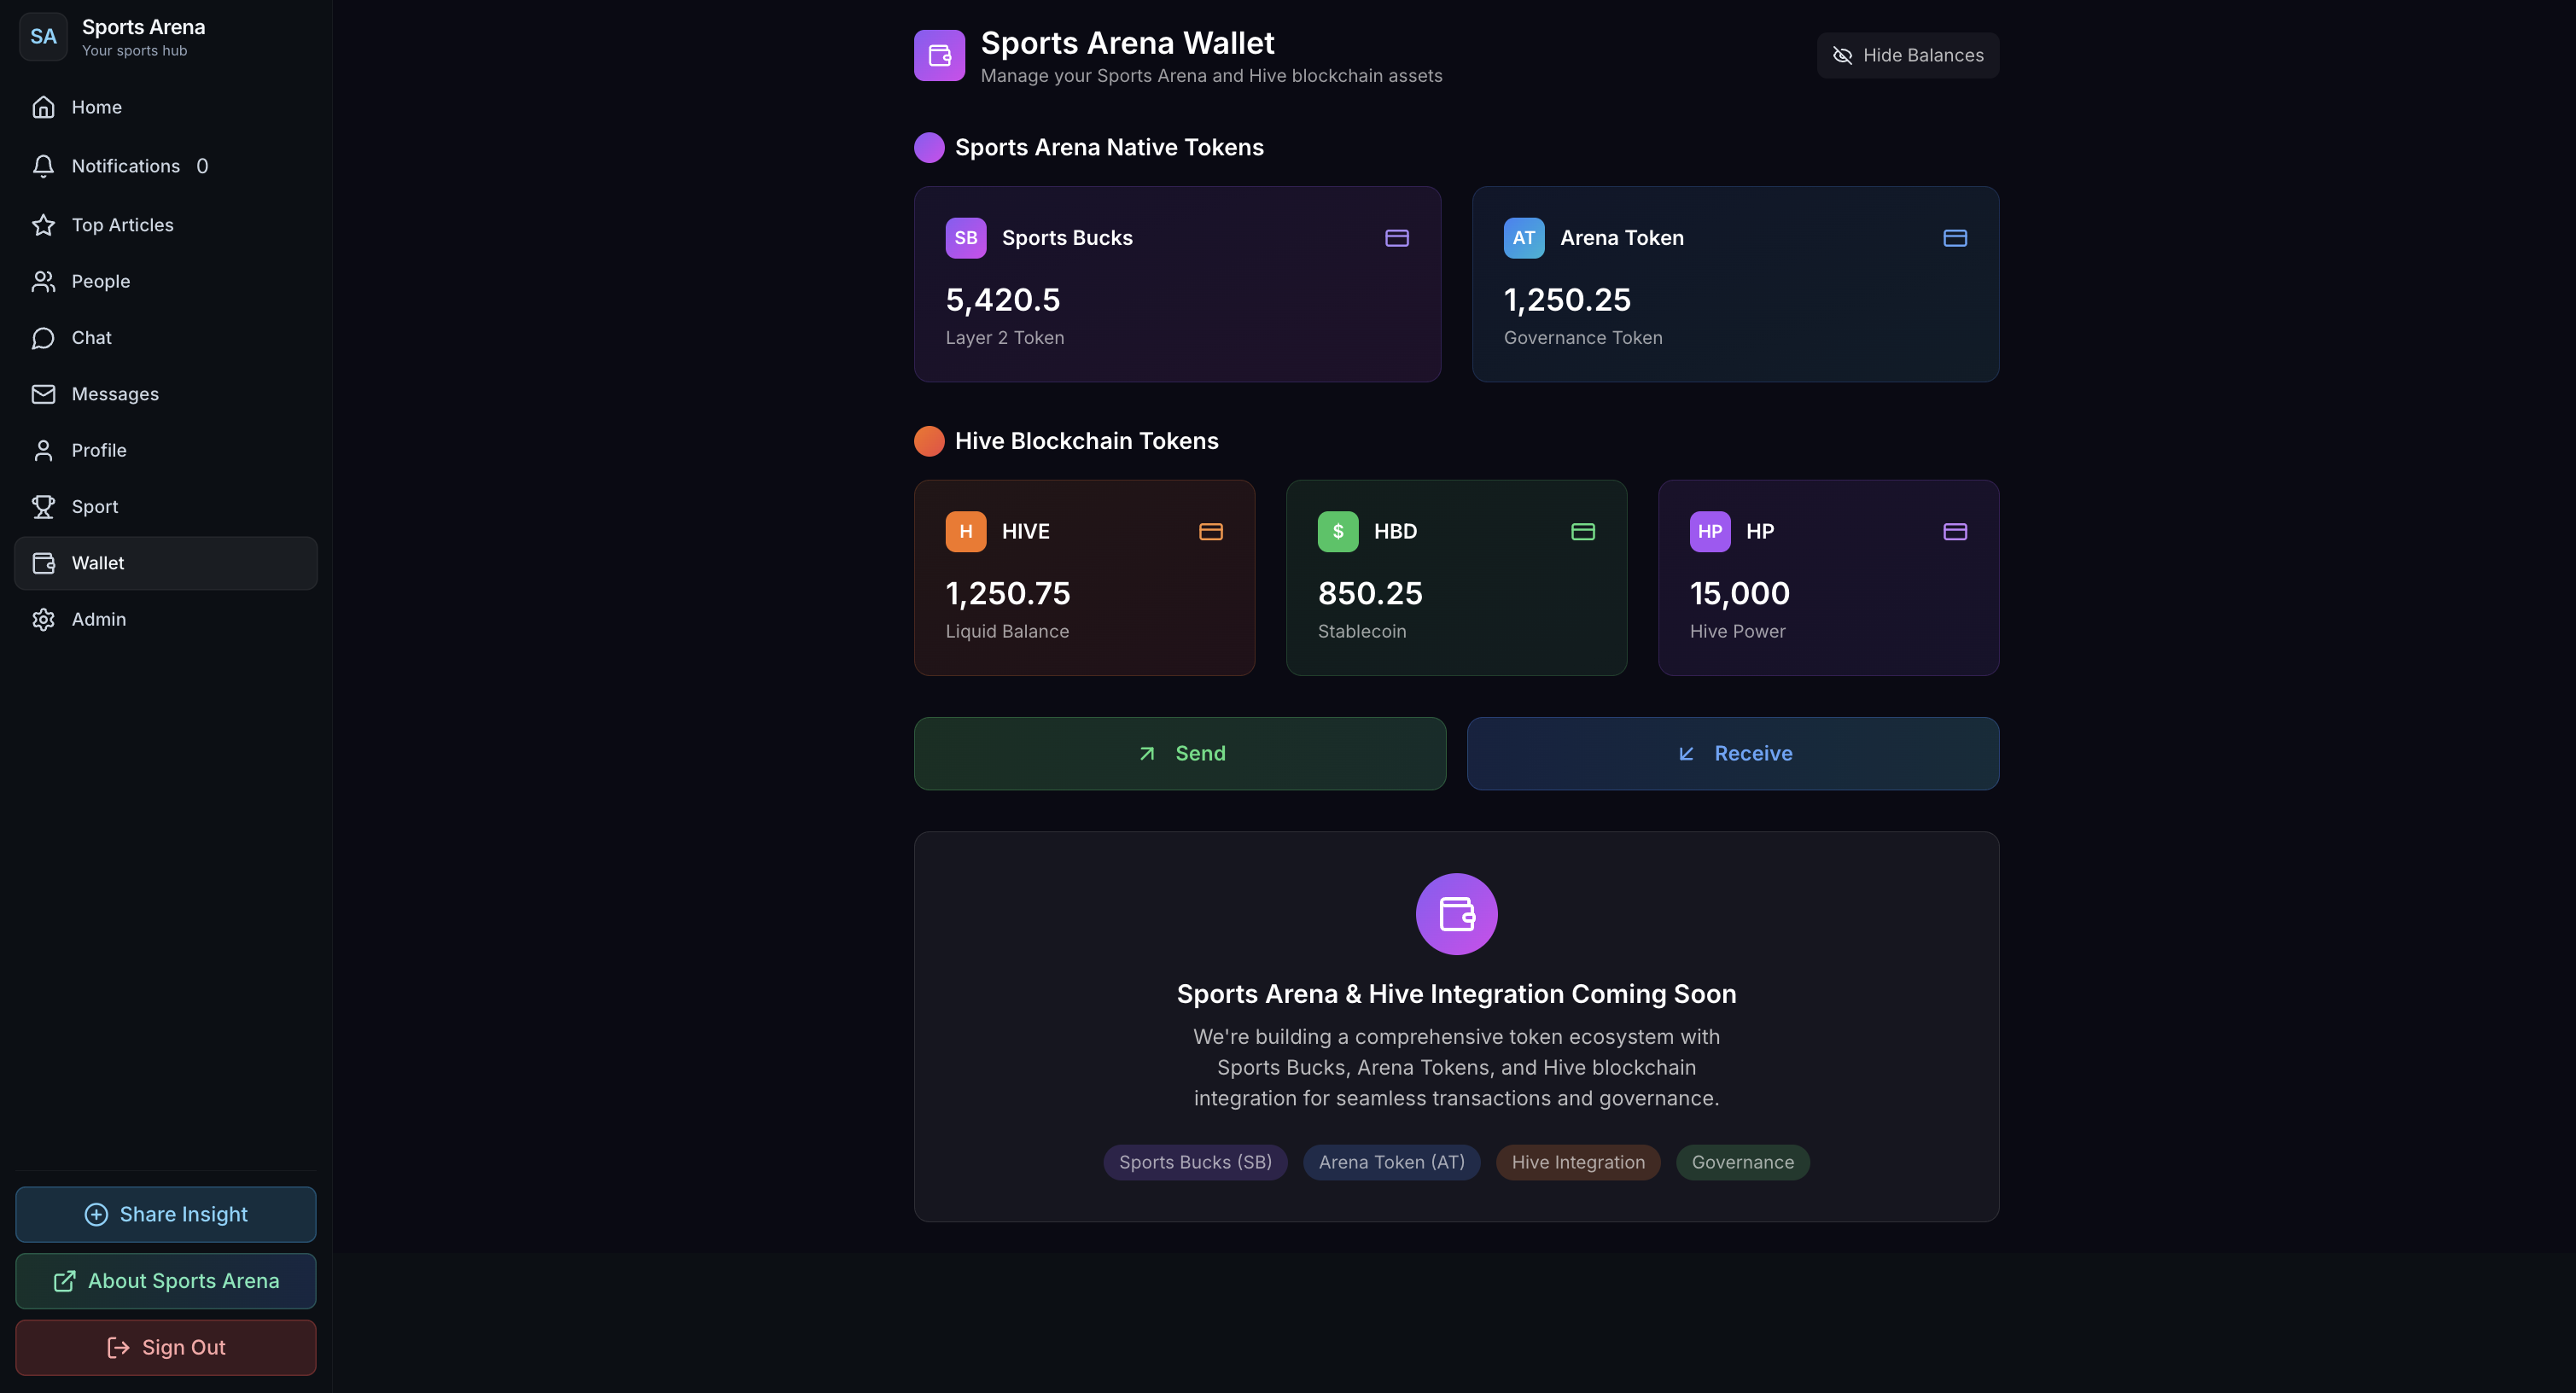 SA
Sports Arena
Your sports hub
Home
Notifications 0
Top Articles
People
Chat
Messages
Profile
Sport
Wallet
Admin
Share Insight
About Sports Arena
Sign Out
Sports Arena Wallet
Manage your Sports Arena and Hive blockchain assets
Hide Balances
Sports Arena Native Tokens
SB Sports Bucks
5,420.5
Layer 2 Token
AT Arena Token
1,250.25
Governance Token
Hive Blockchain Tokens
H HIVE
1,250.75
Liquid Balance
$ HBD
850.25
Stablecoin
HP HP
15,000
Hive Power
Send
Receive
Sports Arena & Hive Integration Coming Soon
We're building a comprehensive token ecosystem with
Sports Bucks, Arena Tokens, and Hive blockchain
integration for seamless transactions and governance.
Sports Bucks (SB)
Arena Token (AT)
Hive Integration
Governance